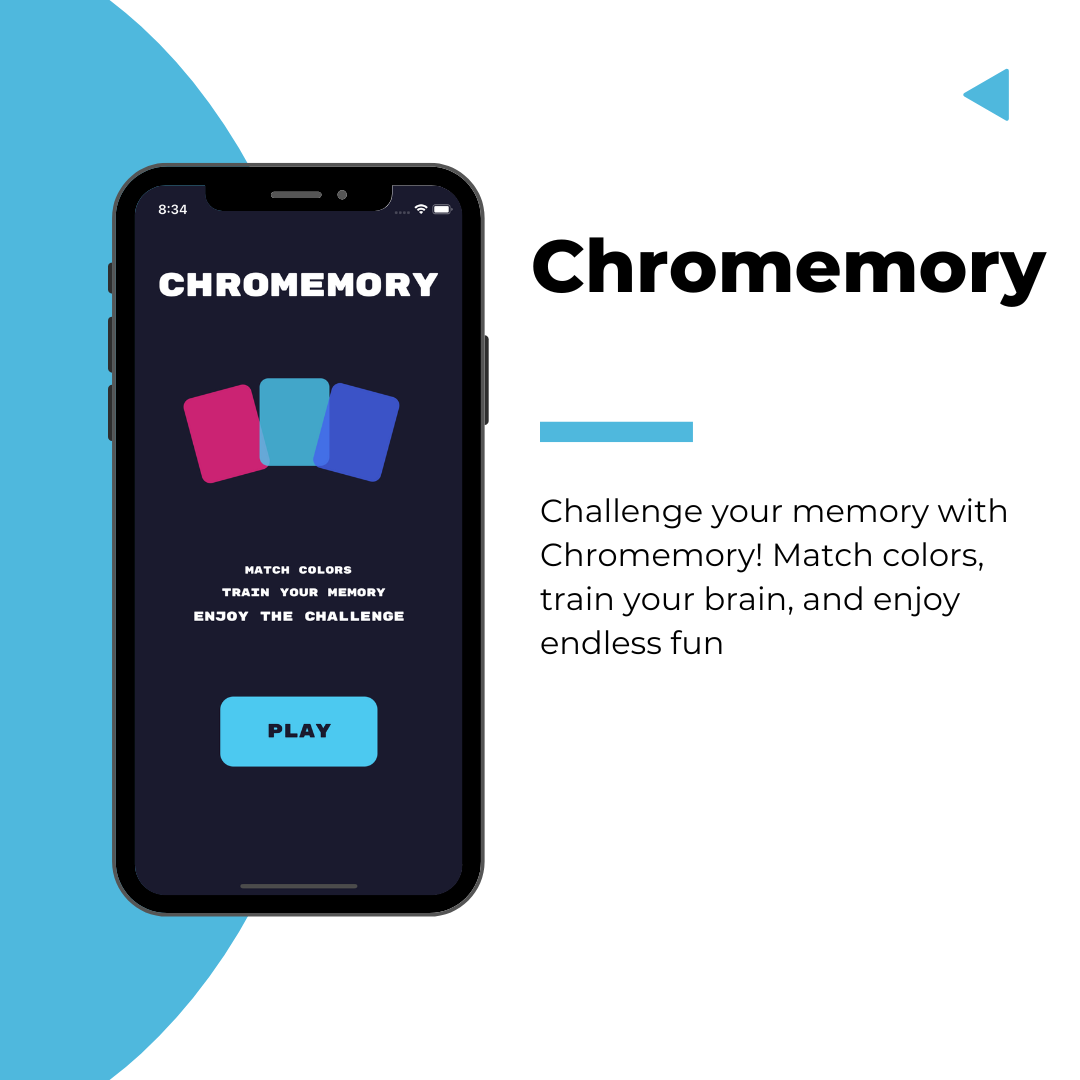 8:34
CHROMEMORY
MATCH COLORS
TRAIN YOUR MEMORY
ENJOY THE CHALLENGE
PLAY
Chromemory
Challenge your memory with
Chromemory! Match colors,
train your brain, and enjoy
endless fun